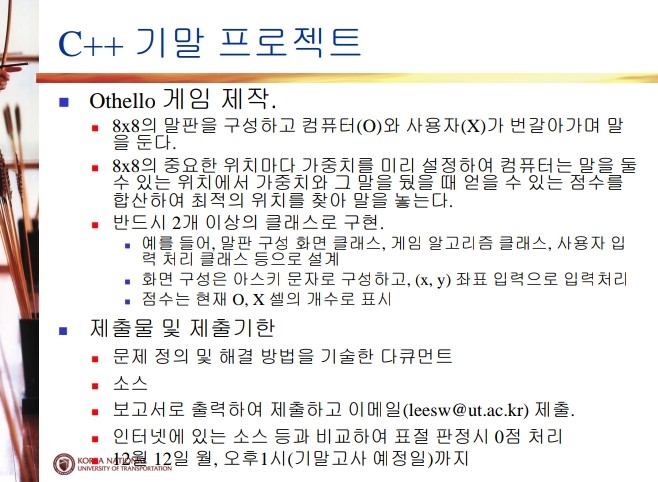 C++ 기말 프로젝트
Othello 게임 제작.
8x8의 말판을 구성하고 컴퓨터(O)와 사용자(X)가 번갈아가며 말
을 둔다.
8x8의 중요한 위치마다 가중치를 미리 설정하여 컴퓨터는 말을 둘
수 있는 위치에서 가중치와 그 말을 뒀을 때 얻을 수 있는 점수를
합산하여 최적의 위치를 찾아 말을 놓는다.
반드시 2개 이상의 클래스로 구현.
예를 들어, 말판 구성 화면 클래스, 게임 알고리즘 클래스, 사용자 입
력 처리 클래스 등으로 설계
화면 구성은 아스키 문자로 구성하고, (x, y) 좌표 입력으로 입력처리
점수는 현재 O, X 셀의 개수로 표시
제출물 및 제출기한
문제 정의 및 해결 방법을 기술한 다큐먼트
소스
보고서로 출력하여 제출하고 이메일(leesw@ut.ac.kr) 제출.
인터넷에 있는 소스 등과 비교하여 표절 판정시 0점 처리
12월 12일 월, 오후1시(기말고사 예정일)까지
KOREA NATIONAL
UNIVERSITY OF TRANSPORTATION